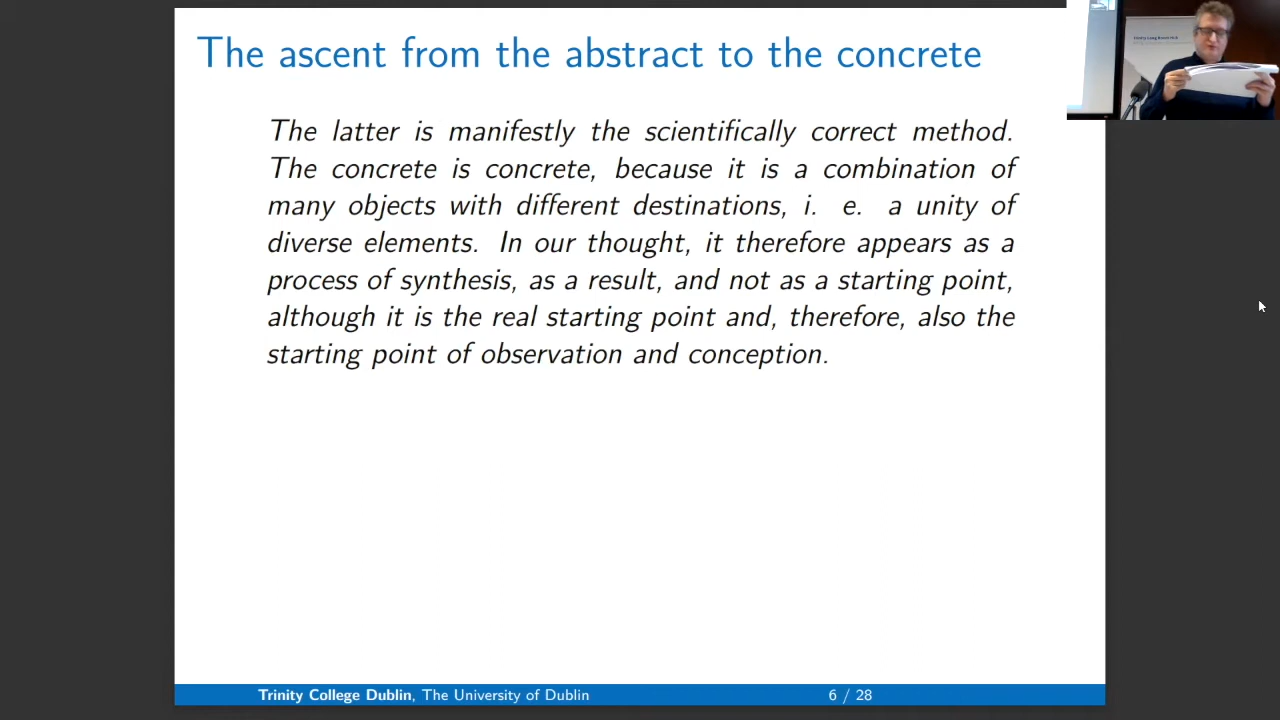 The ascent from the abstract to the concrete
The latter is manifestly the scientifically correct method.
The concrete is concrete, because it is a combination of
many objects with different destinations, i. e. a unity of
diverse elements. In our thought, it therefore appears as a
process of synthesis, as a result, and not as a starting point,
although it is the real starting point and, therefore, also the
starting point of observation and conception.
Trinity College Dublin, The University of Dublin
6 / 28